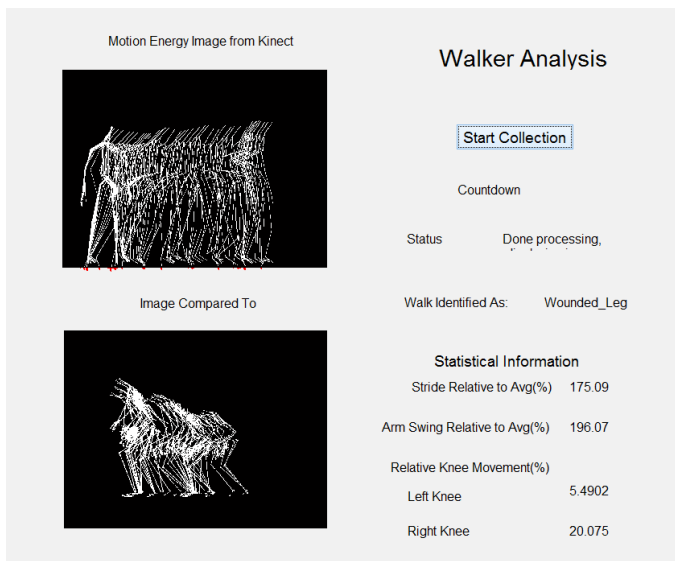 Motion Energy Image from Kinect
Walker Analysis
Start Collection
Countdown
Status
Done processing,
Image Compared To
Walk Identified As:
Wounded_Leg
Statistical Information
Stride Relative to Avg(%)
175.09
Arm Swing Relative to Avg(%)
196.07
Relative Knee Movement(%)
Left Knee
5.4902
Right Knee
20.075